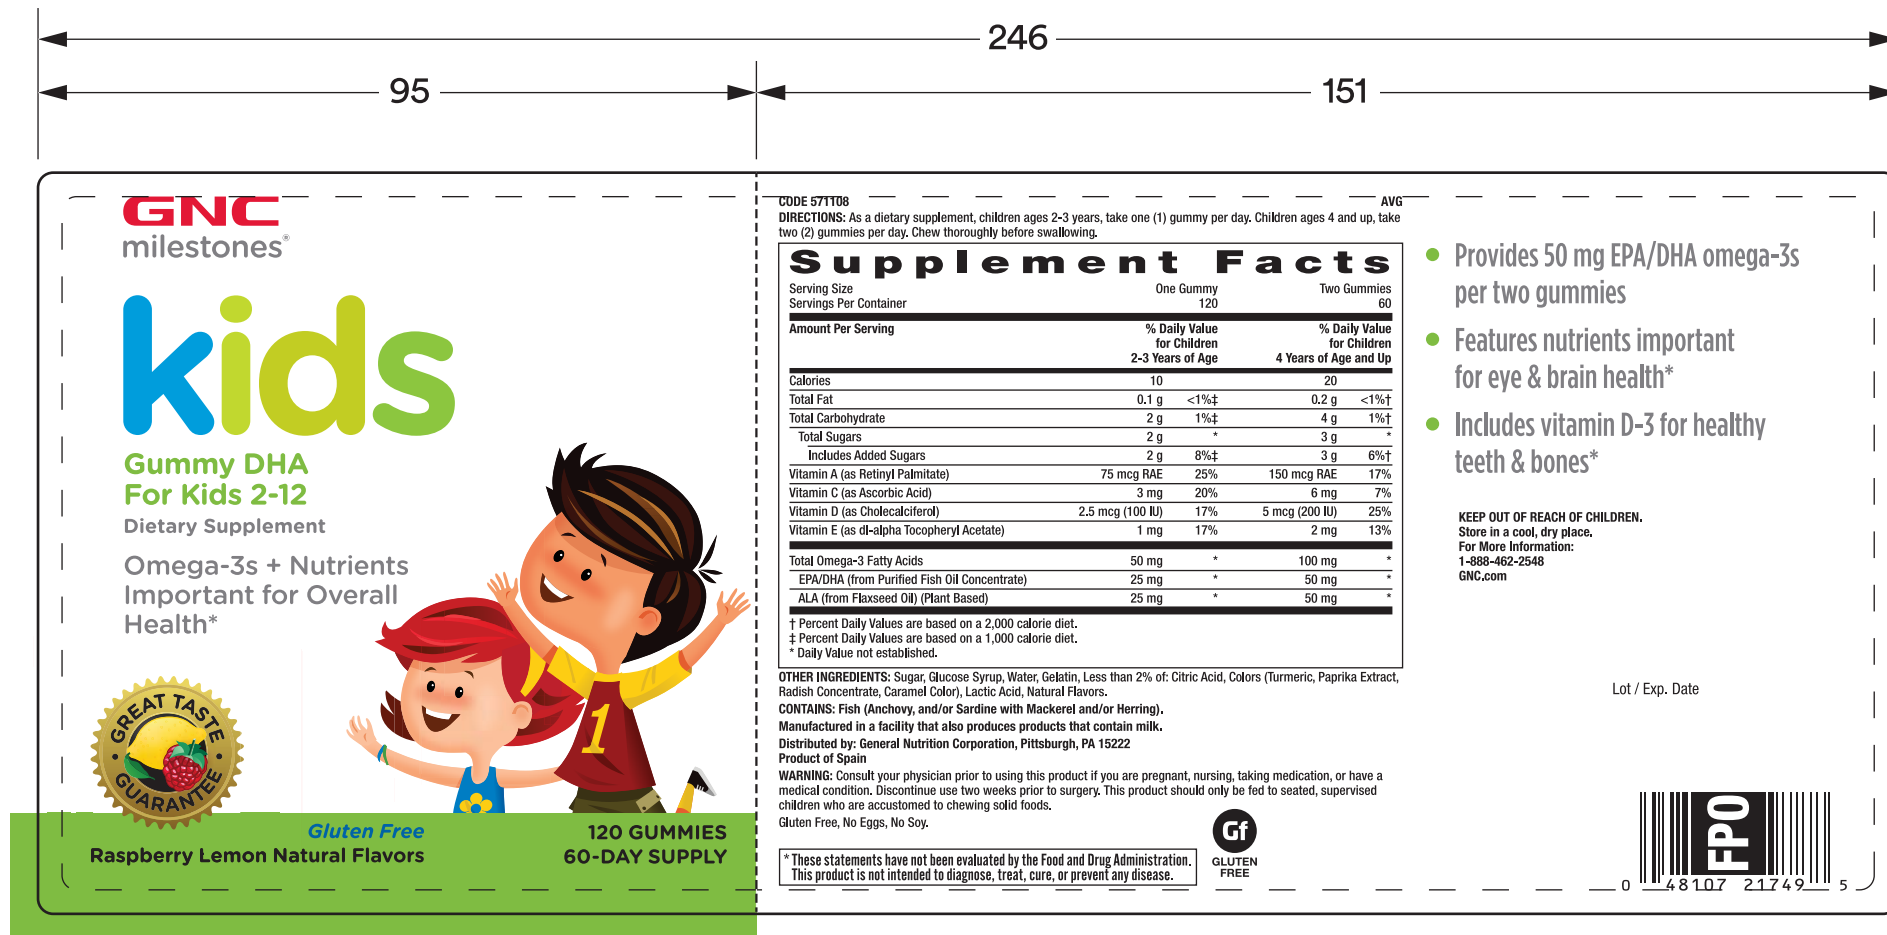 246
95
151
GNC
milestones®
kids
Gummy DHA
For Kids 2-12
Dietary Supplement
Omega-3s + Nutrients
Important for Overall
Health*
GREAT TASTE
GUARANTEE
1
Gluten Free
Raspberry Lemon Natural Flavors
120 GUMMIES
60-DAY SUPPLY
CODE 571108 AVG
DIRECTIONS: As a dietary supplement, children ages 2-3 years, take one (1) gummy per day. Children ages 4 and up, take
two (2) gummies per day. Chew thoroughly before swallowing.
Supplement Facts
Serving Size One Gummy Two Gummies
Servings Per Container 120 60
Amount Per Serving % Daily Value % Daily Value
for Children for Children
2-3 Years of Age 4 Years of Age and Up
Calories 10 20
Total Fat 0.1 g <1%‡ 0.2 g <1%†
Total Carbohydrate 2 g 1%‡ 4 g 1%†
Total Sugars 2 g * 3 g *
Includes Added Sugars 2 g 8%‡ 3 g 6%†
Vitamin A (as Retinyl Palmitate) 75 mcg RAE 25% 150 mcg RAE 17%
Vitamin C (as Ascorbic Acid) 3 mg 20% 6 mg 7%
Vitamin D (as Cholecalciferol) 2.5 mcg (100 IU) 17% 5 mcg (200 IU) 25%
Vitamin E (as dl-alpha Tocopheryl Acetate) 1 mg 17% 2 mg 13%
Total Omega-3 Fatty Acids 50 mg * 100 mg *
EPA/DHA (from Purified Fish Oil Concentrate) 25 mg * 50 mg *
ALA (from Flaxseed Oil) (Plant Based) 25 mg * 50 mg *
† Percent Daily Values are based on a 2,000 calorie diet.
‡ Percent Daily Values are based on a 1,000 calorie diet.
* Daily Value not established.
OTHER INGREDIENTS: Sugar, Glucose Syrup, Water, Gelatin, Less than 2% of: Citric Acid, Colors (Turmeric, Paprika Extract,
Radish Concentrate, Caramel Color), Lactic Acid, Natural Flavors.
CONTAINS: Fish (Anchovy, and/or Sardine with Mackerel and/or Herring).
Manufactured in a facility that also produces products that contain milk.
Distributed by: General Nutrition Corporation, Pittsburgh, PA 15222
Product of Spain
WARNING: Consult your physician prior to using this product if you are pregnant, nursing, taking medication, or have a
medical condition. Discontinue use two weeks prior to surgery. This product should only be fed to seated, supervised
children who are accustomed to chewing solid foods.
Gluten Free, No Eggs, No Soy.
* These statements have not been evaluated by the Food and Drug Administration.
This product is not intended to diagnose, treat, cure, or prevent any disease.
Gf
GLUTEN
FREE
• Provides 50 mg EPA/DHA omega-3s
per two gummies
• Features nutrients important
for eye & brain health*
• Includes vitamin D-3 for healthy
teeth & bones*
KEEP OUT OF REACH OF CHILDREN.
Store in a cool, dry place.
For More Information:
1-888-462-2548
GNC.com
Lot / Exp. Date
FPO
0 48107 21749 5